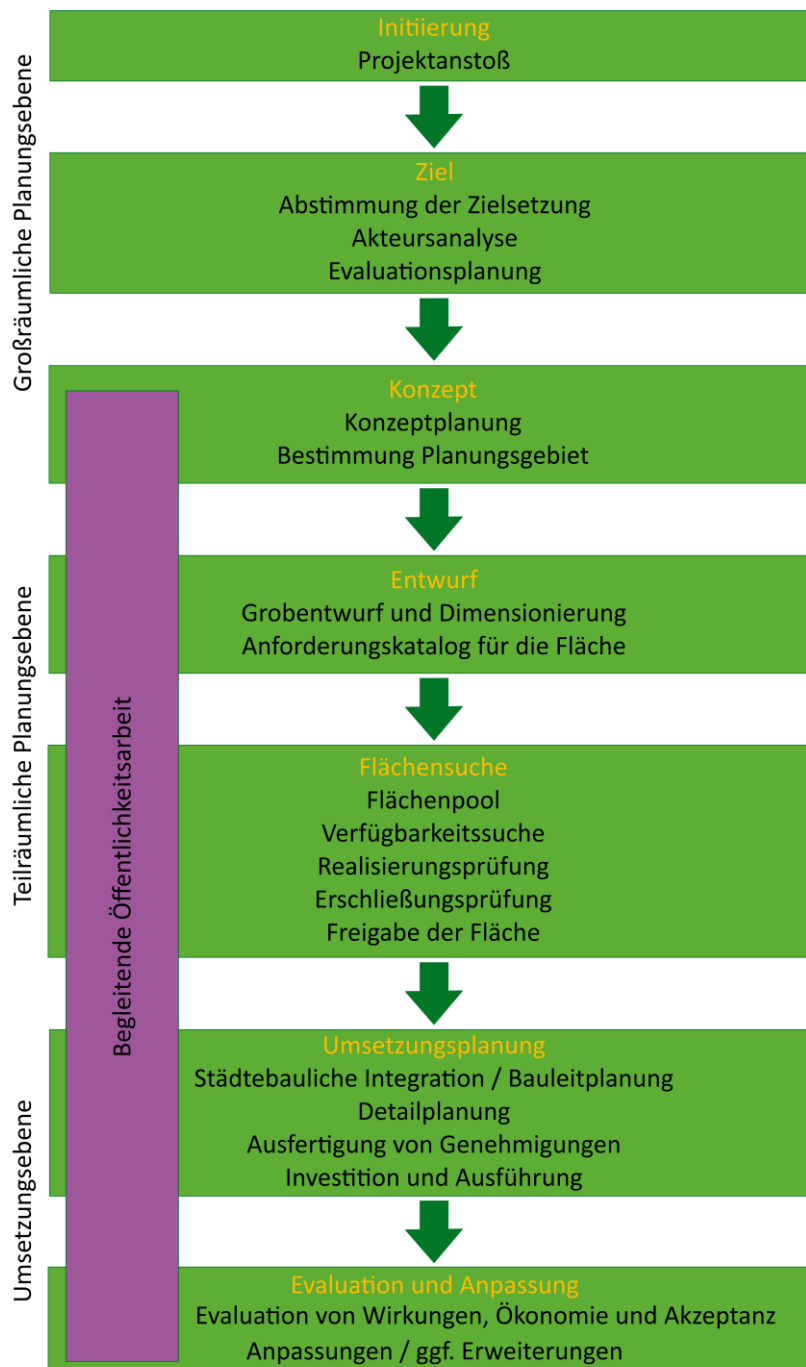 Großräumliche Planungsebene
Initiierung
Projektanstoß
Ziel
Abstimmung der Zielsetzung
Akteursanalyse
Evaluationsplanung
Konzept
Konzeptplanung
Bestimmung Planungsgebiet
Teilräumliche Planungsebene
Entwurf
Grobentwurf und Dimensionierung
Anforderungskatalog für die Fläche
Flächensuche
Flächenpool
Verfügbarkeitssuche
Realisierungsprüfung
Erschließungsprüfung
Freigabe der Fläche
Begleitende Öffentlichkeitsarbeit
Umsetzungsebene
Umsetzungsplanung
Städtebauliche Integration / Bauleitplanung
Detailplanung
Ausfertigung von Genehmigungen
Investition und Ausführung
Evaluation und Anpassung
Evaluation von Wirkungen, Ökonomie und Akzeptanz
Anpassungen / ggf. Erweiterungen